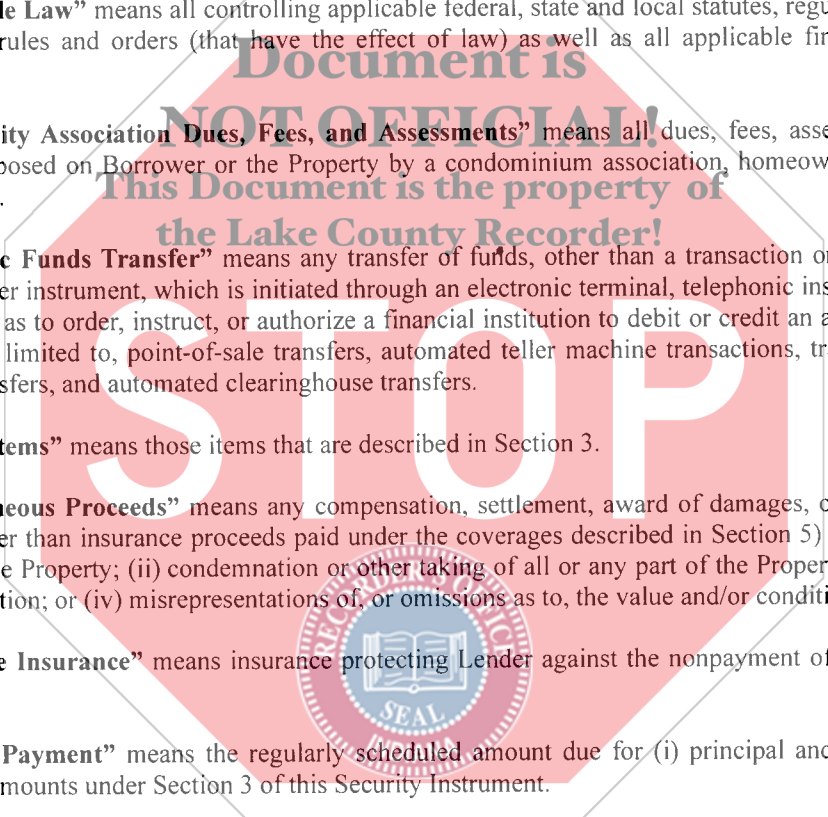 le Law” means all controlling applicable federal, state and local statutes, regu
rules and orders (that have the effect of law) as well as all applicable fin
Document is
NOT OFFICIAL!
ity Association Dues, Fees, and Assessments” means all dues, fees, asse
posed on Borrower or the Property by a condominium association, homeow
This Document is the property of
.
the Lake County Recorder!
c Funds Transfer” means any transfer of funds, other than a transaction o
er instrument, which is initiated through an electronic terminal, telephonic ins
as to order, instruct, or authorize a financial institution to debit or credit an a
limited to, point-of-sale transfers, automated teller machine transactions, tr
sfers, and automated clearinghouse transfers.
STOP
tems” means those items that are described in Section 3.
neous Proceeds” means any compensation, settlement, award of damages, o
er than insurance proceeds paid under the coverages described in Section 5)
e Property; (ii) condemnation or other taking of all or any part of the Proper
tion; or (iv) misrepresentations of, or omissions as to, the value and/or conditi
RECORDER'S OFFICE
e Insurance” means insurance protecting Lender against the nonpayment of
SEAL
INDIANA
Payment” means the regularly scheduled amount due for (i) principal and
mounts under Section 3 of this Security Instrument.